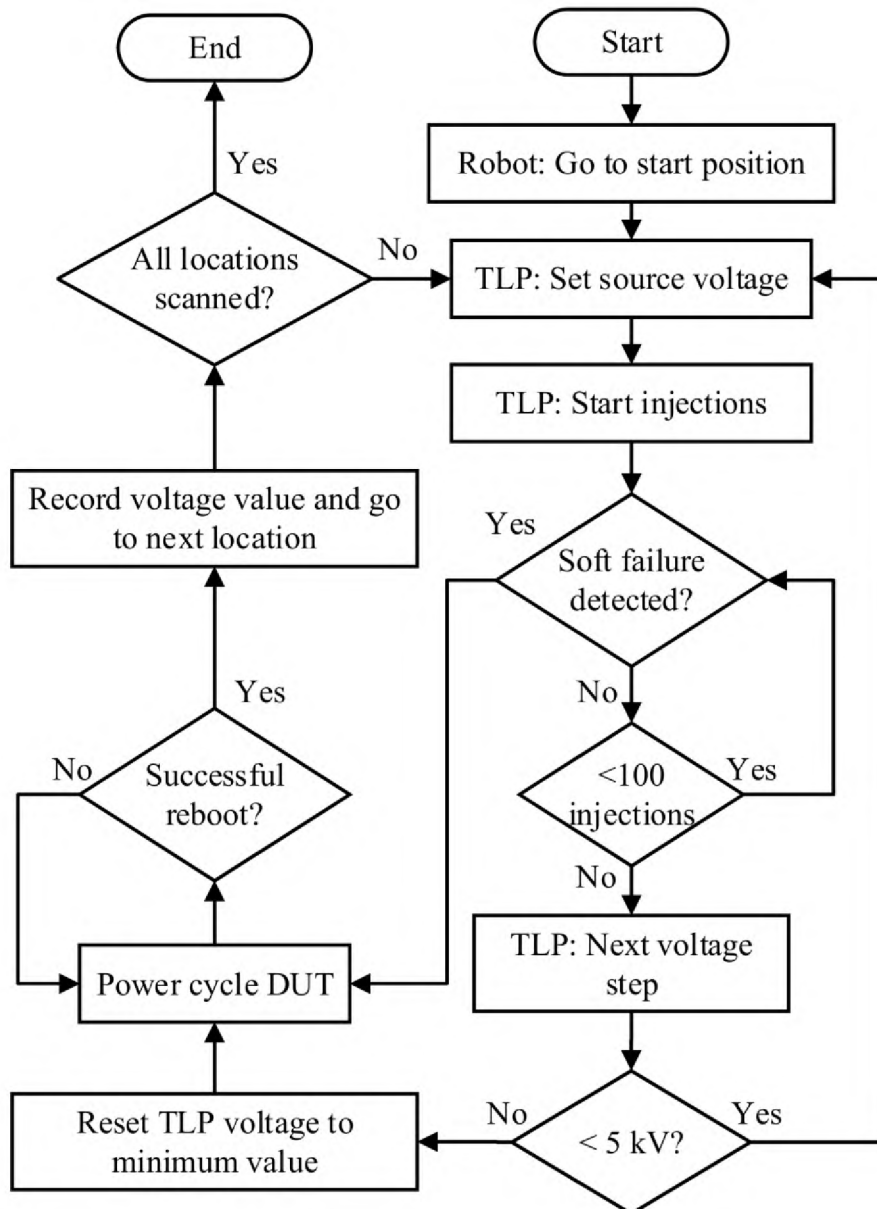 End
Start
Yes
Robot: Go to start position
All locations
scanned?
No
TLP: Set source voltage
TLP: Start injections
Record voltage value and go
to next location
Yes
Soft failure
detected?
Yes
No
No
Successful
reboot?
<100
injections
Yes
No
TLP: Next voltage
step
Power cycle DUT
Reset TLP voltage to
minimum value
No
< 5 kV?
Yes